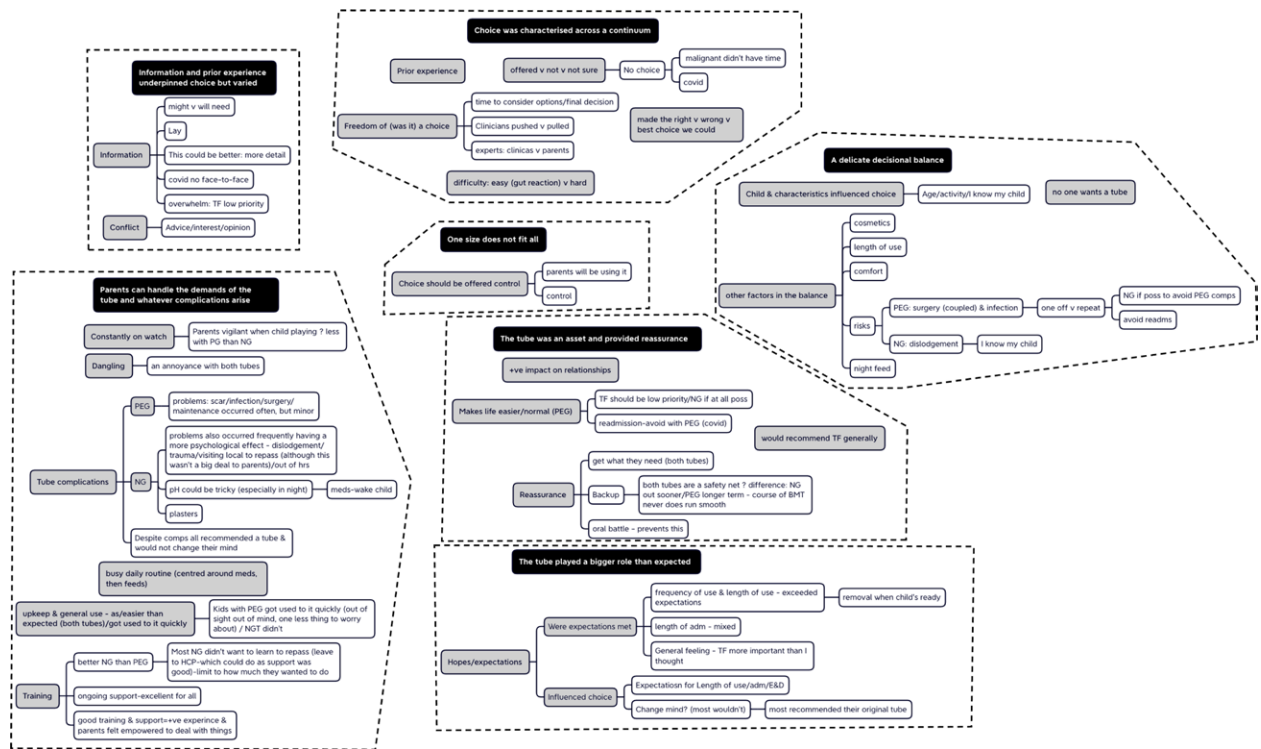 Information and prior experience
underpinned choice but varied
Information
might v will need
Lay
This could be better: more detail
covid no face-to-face
overwhelm: TF low priority
Conflict
Advice/interest/opinion
Choice was characterised across a continuum
Prior experience
offered v not v not sure
No choice
malignant didn't have time
covid
Freedom of (was it) a choice
time to consider options/final decision
Clinicians pushed v pulled
experts: clinicas v parents
made the right v wrong v
best choice we could
difficulty: easy (gut reaction) v hard
A delicate decisional balance
Child & characteristics influenced choice
Age/activity/I know my child
no one wants a tube
other factors in the balance
cosmetics
length of use
comfort
risks
PEG: surgery (coupled) & infection
one off v repeat
NG if poss to avoid PEG comps
avoid readms
NG: dislodgement
I know my child
night feed
One size does not fit all
Choice should be offered control
parents will be using it
control
Parents can handle the demands of the
tube and whatever complications arise
Constantly on watch
Parents vigilant when child playing ? less
with PG than NG
Dangling
an annoyance with both tubes
Tube complications
PEG
problems: scar/infection/surgery/
maintenance occurred often, but minor
NG
problems also occurred frequently having a
more psychological effect - dislodgement/
trauma/visiting local to repass (although this
wasn't a big deal to parents)/out of hrs
pH could be tricky (especially in night)
meds-wake child
plasters
Despite comps all recommended a tube &
would not change their mind
busy daily routine (centred around meds,
then feeds)
upkeep & general use - as/easier than
expected (both tubes)/got used to it quickly
Kids with PEG got used to it quickly (out of
sight out of mind, one less thing to worry
about) / NGT didn't
Training
better NG than PEG
Most NG didn't want to learn to repass (leave
to HCP-which could do as support was
good)-limit to how much they wanted to do
ongoing support-excellent for all
good training & support=+ve experince &
parents felt empowered to deal with things
The tube was an asset and provided reassurance
+ve impact on relationships
Makes life easier/normal (PEG)
TF should be low priority/NG if at all poss
readmission-avoid with PEG (covid)
would recommend TF generally
Reassurance
get what they need (both tubes)
Backup
both tubes are a safety net ? difference: NG
out sooner/PEG longer term - course of BMT
never does run smooth
oral battle - prevents this
The tube played a bigger role than expected
Hopes/expectations
Were expectations met
frequency of use & length of use - exceeded
expectations
removal when child's ready
length of adm - mixed
General feeling - TF more important than I
thought
Influenced choice
Expectatiosn for Length of use/adm/E&D
Change mind? (most wouldn't)
most recommended their original tube